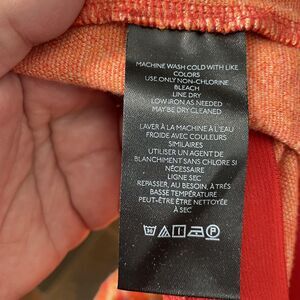 MACHINE WASH COLD WITH LIKE
COLORS
USE ONLY NON-CHLORINE
BLEACH
LINE DRY
LOW IRON AS NEEDED
MAY BE DRY CLEANED
LAVER À LA MACHINE À L'EAU
FROIDE AVEC COULEURS
SIMILAIRES
UTILISER UN AGENT DE
BLANCHIMENT SANS CHLORE SI
NÉCESSAIRE
LIGNE SEC
REPASSER, AU BESOIN, À TRÉS
BASSE TEMPÉRATURE
PEUT-ÊTRE ÊTRE NETTOYÉE
À SEC